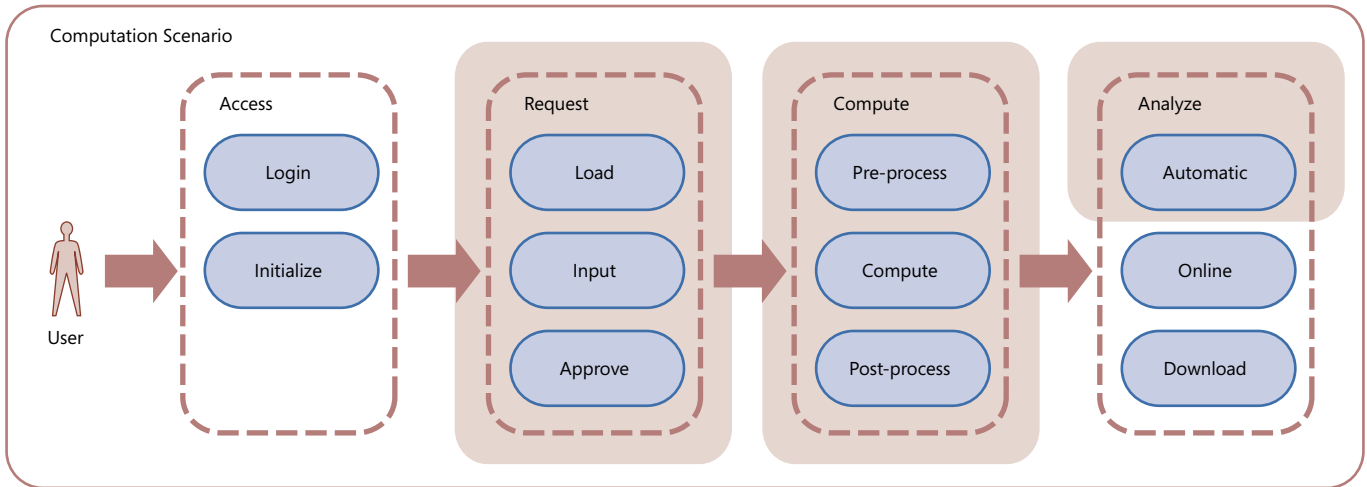 Computation Scenario
User
Access
Login
Initialize
Request
Load
Input
Approve
Compute
Pre-process
Compute
Post-process
Analyze
Automatic
Online
Download